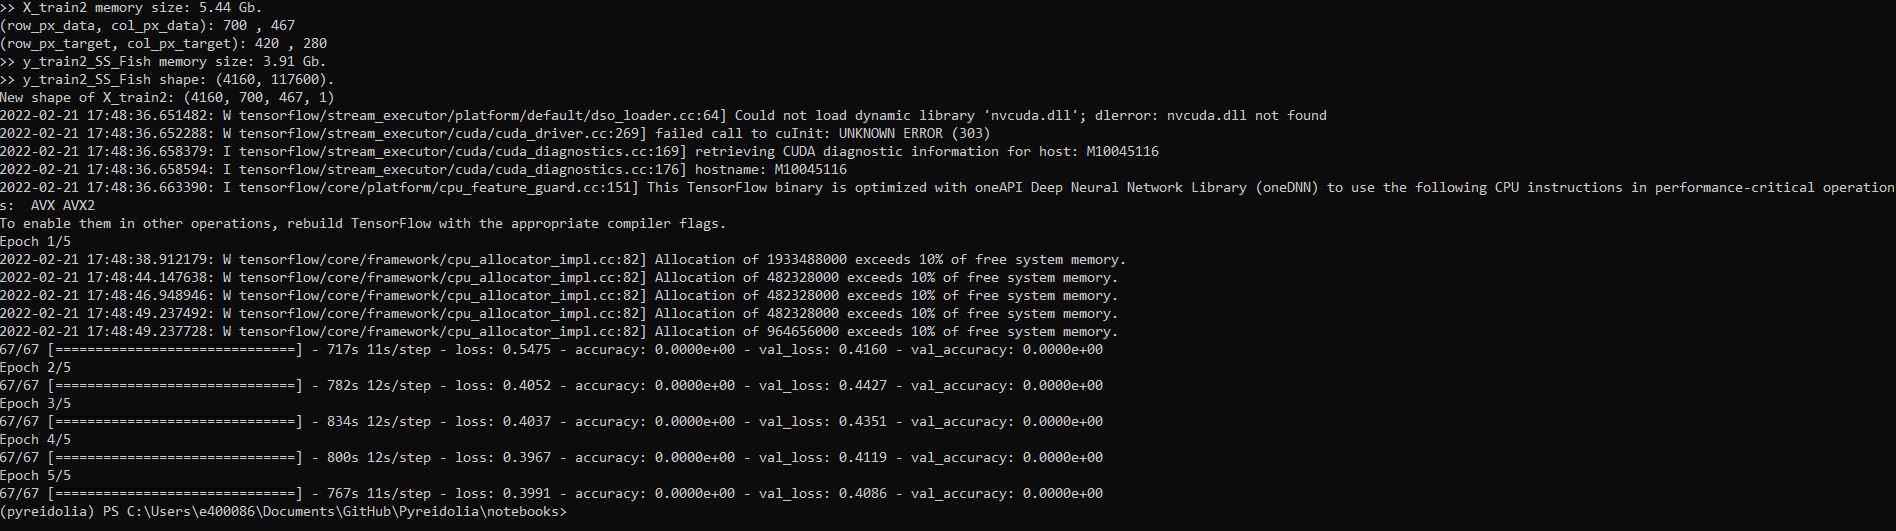 >> X_train2 memory size: 5.44 Gb.
(row_px_data, col_px_data): 700 , 467
(row_px_target, col_px_target): 420 , 280
>> y_train2_SS_Fish memory size: 3.91 Gb.
>> y_train2_SS_Fish shape: (4160, 117600).
New shape of X_train2: (4160, 700, 467, 1)
2022-02-21 17:48:36.651482: W tensorflow/stream_executor/platform/default/dso_loader.cc:64] Could not load dynamic library 'nvcuda.dll'; dlerror: nvcuda.dll not found
2022-02-21 17:48:36.652288: W tensorflow/stream_executor/cuda/cuda_driver.cc:269] failed call to cuInit: UNKNOWN ERROR (303)
2022-02-21 17:48:36.658379: I tensorflow/stream_executor/cuda/cuda_diagnostics.cc:169] retrieving CUDA diagnostic information for host: M10045116
2022-02-21 17:48:36.658594: I tensorflow/stream_executor/cuda/cuda_diagnostics.cc:176] hostname: M10045116
2022-02-21 17:48:36.663390: I tensorflow/core/platform/cpu_feature_guard.cc:151] This TensorFlow binary is optimized with oneAPI Deep Neural Network Library (oneDNN) to use the following CPU instructions in performance-critical operation
s:  AVX AVX2
To enable them in other operations, rebuild TensorFlow with the appropriate compiler flags.
Epoch 1/5
2022-02-21 17:48:38.912179: W tensorflow/core/framework/cpu_allocator_impl.cc:82] Allocation of 1933488000 exceeds 10% of free system memory.
2022-02-21 17:48:44.147638: W tensorflow/core/framework/cpu_allocator_impl.cc:82] Allocation of 482328000 exceeds 10% of free system memory.
2022-02-21 17:48:46.948946: W tensorflow/core/framework/cpu_allocator_impl.cc:82] Allocation of 482328000 exceeds 10% of free system memory.
2022-02-21 17:48:49.237492: W tensorflow/core/framework/cpu_allocator_impl.cc:82] Allocation of 482328000 exceeds 10% of free system memory.
2022-02-21 17:48:49.237728: W tensorflow/core/framework/cpu_allocator_impl.cc:82] Allocation of 964656000 exceeds 10% of free system memory.
67/67 [==============================] - 717s 11s/step - loss: 0.5475 - accuracy: 0.0000e+00 - val_loss: 0.4160 - val_accuracy: 0.0000e+00
Epoch 2/5
67/67 [==============================] - 782s 12s/step - loss: 0.4052 - accuracy: 0.0000e+00 - val_loss: 0.4427 - val_accuracy: 0.0000e+00
Epoch 3/5
67/67 [==============================] - 834s 12s/step - loss: 0.4037 - accuracy: 0.0000e+00 - val_loss: 0.4351 - val_accuracy: 0.0000e+00
Epoch 4/5
67/67 [==============================] - 800s 12s/step - loss: 0.3967 - accuracy: 0.0000e+00 - val_loss: 0.4119 - val_accuracy: 0.0000e+00
Epoch 5/5
67/67 [==============================] - 767s 11s/step - loss: 0.3991 - accuracy: 0.0000e+00 - val_loss: 0.4086 - val_accuracy: 0.0000e+00
(pyreidolia) PS C:\Users\e400086\Documents\GitHub\Pyreidolia\notebooks>